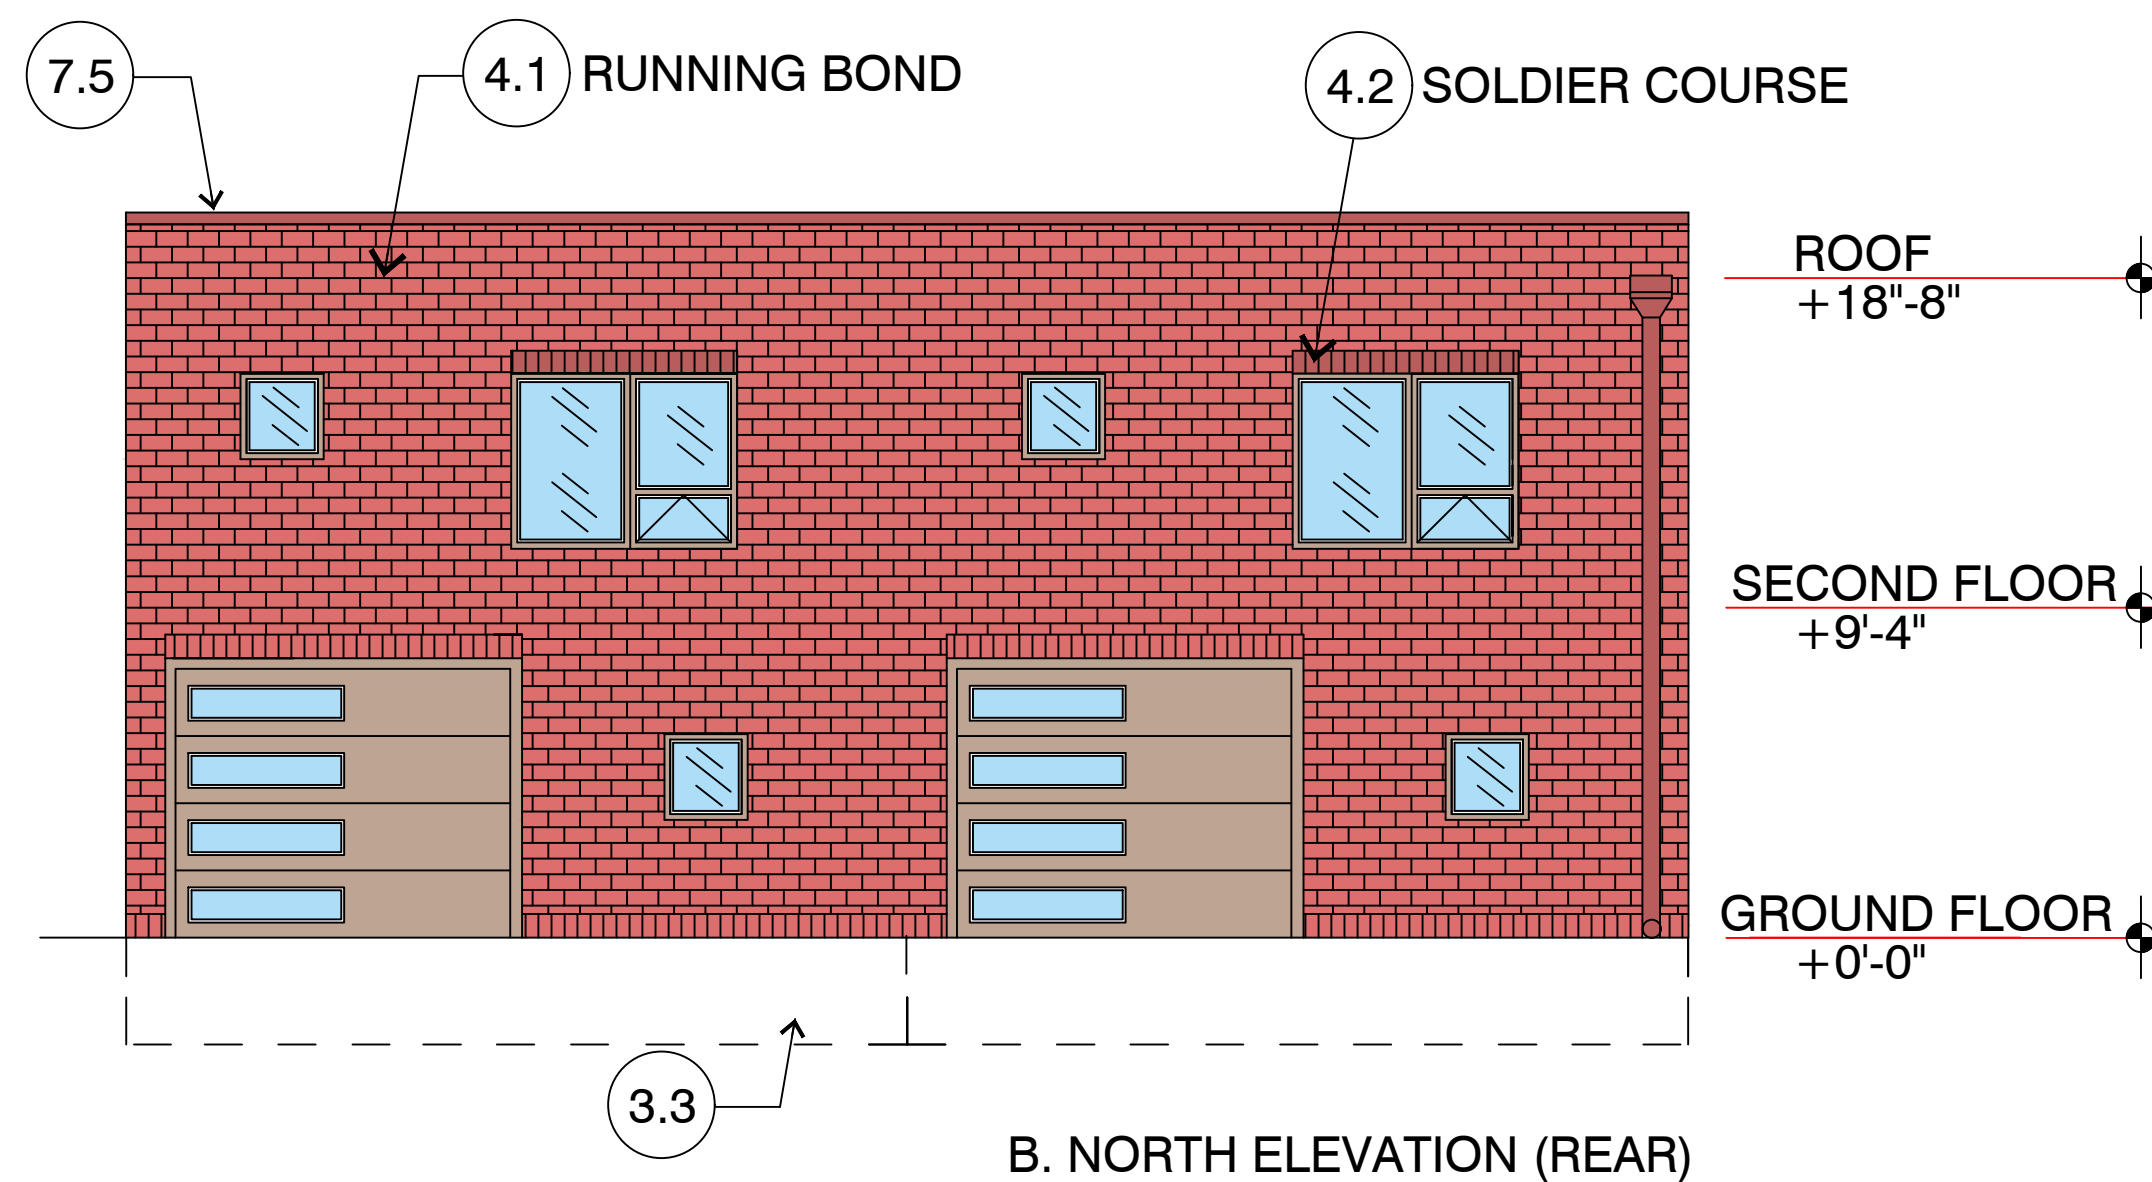 7.5
4.1 RUNNING BOND
4.2 SOLDIER COURSE
ROOF
+18"-8"
SECOND FLOOR
+9'-4"
GROUND FLOOR
+0'-0"
3.3
B. NORTH ELEVATION (REAR)